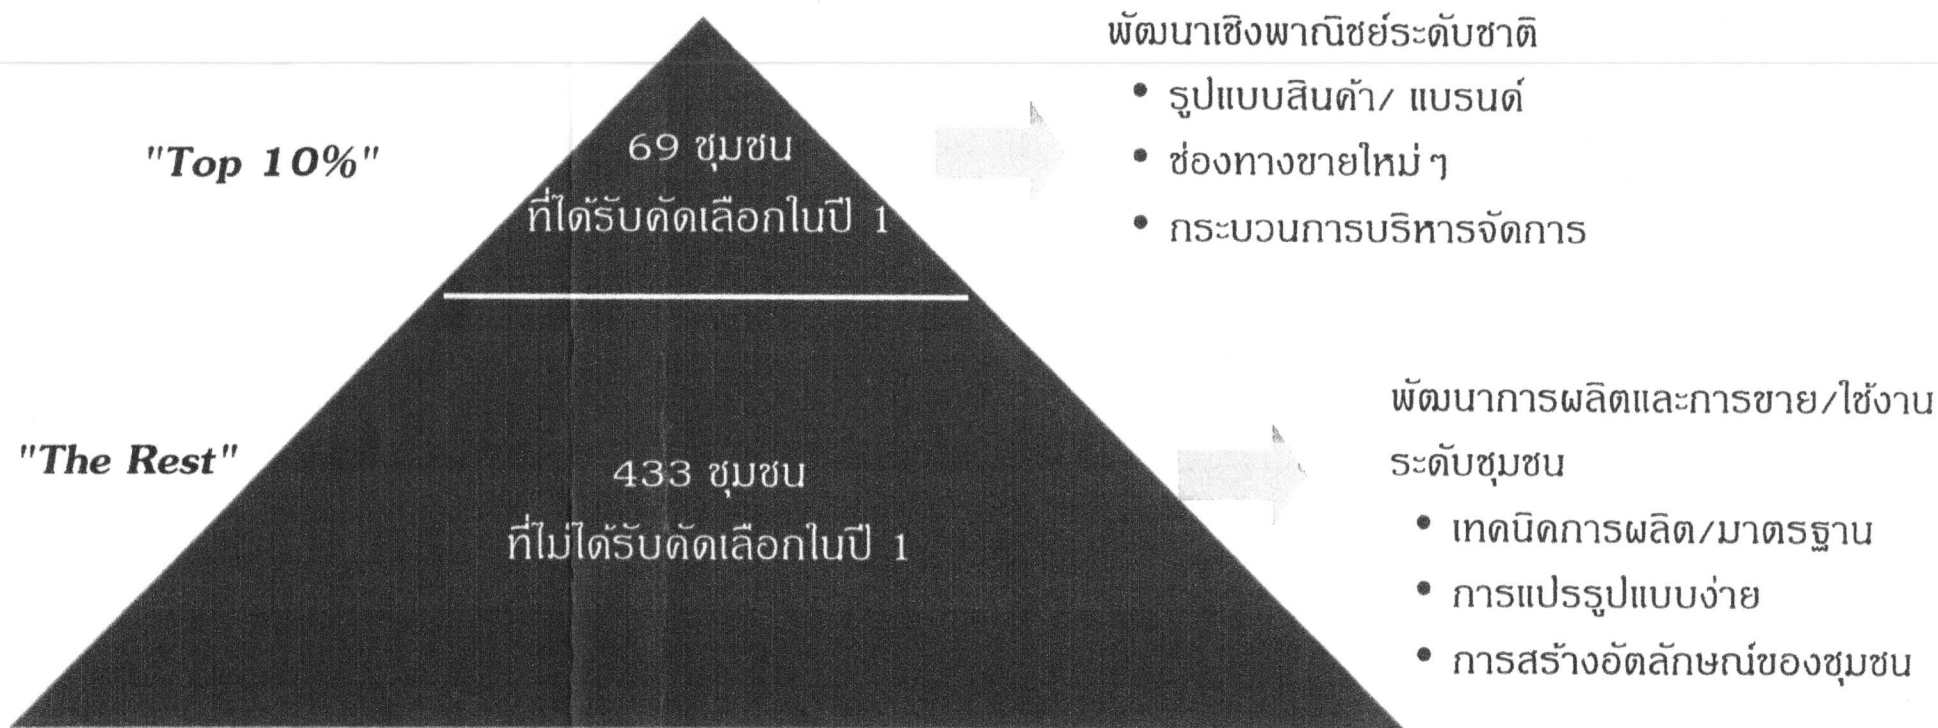 "Top 10%"
69 ชุมชน
ที่ได้รับคัดเลือกในปี 1
พัฒนาเชิงพาณิชย์ระดับชาติ
• รูปแบบสินค้า/ แบรนด์
• ช่องทางขายใหม่ ๆ
• กระบวนการบริหารจัดการ
"The Rest"
433 ชุมชน
ที่ไม่ได้รับคัดเลือกในปี 1
พัฒนาการผลิตและการขาย/ใช้งาน
ระดับชุมชน
• เทคนิคการผลิต/มาตรฐาน
• การแปรรูปแบบง่าย
• การสร้างอัตลักษณ์ของชุมชน